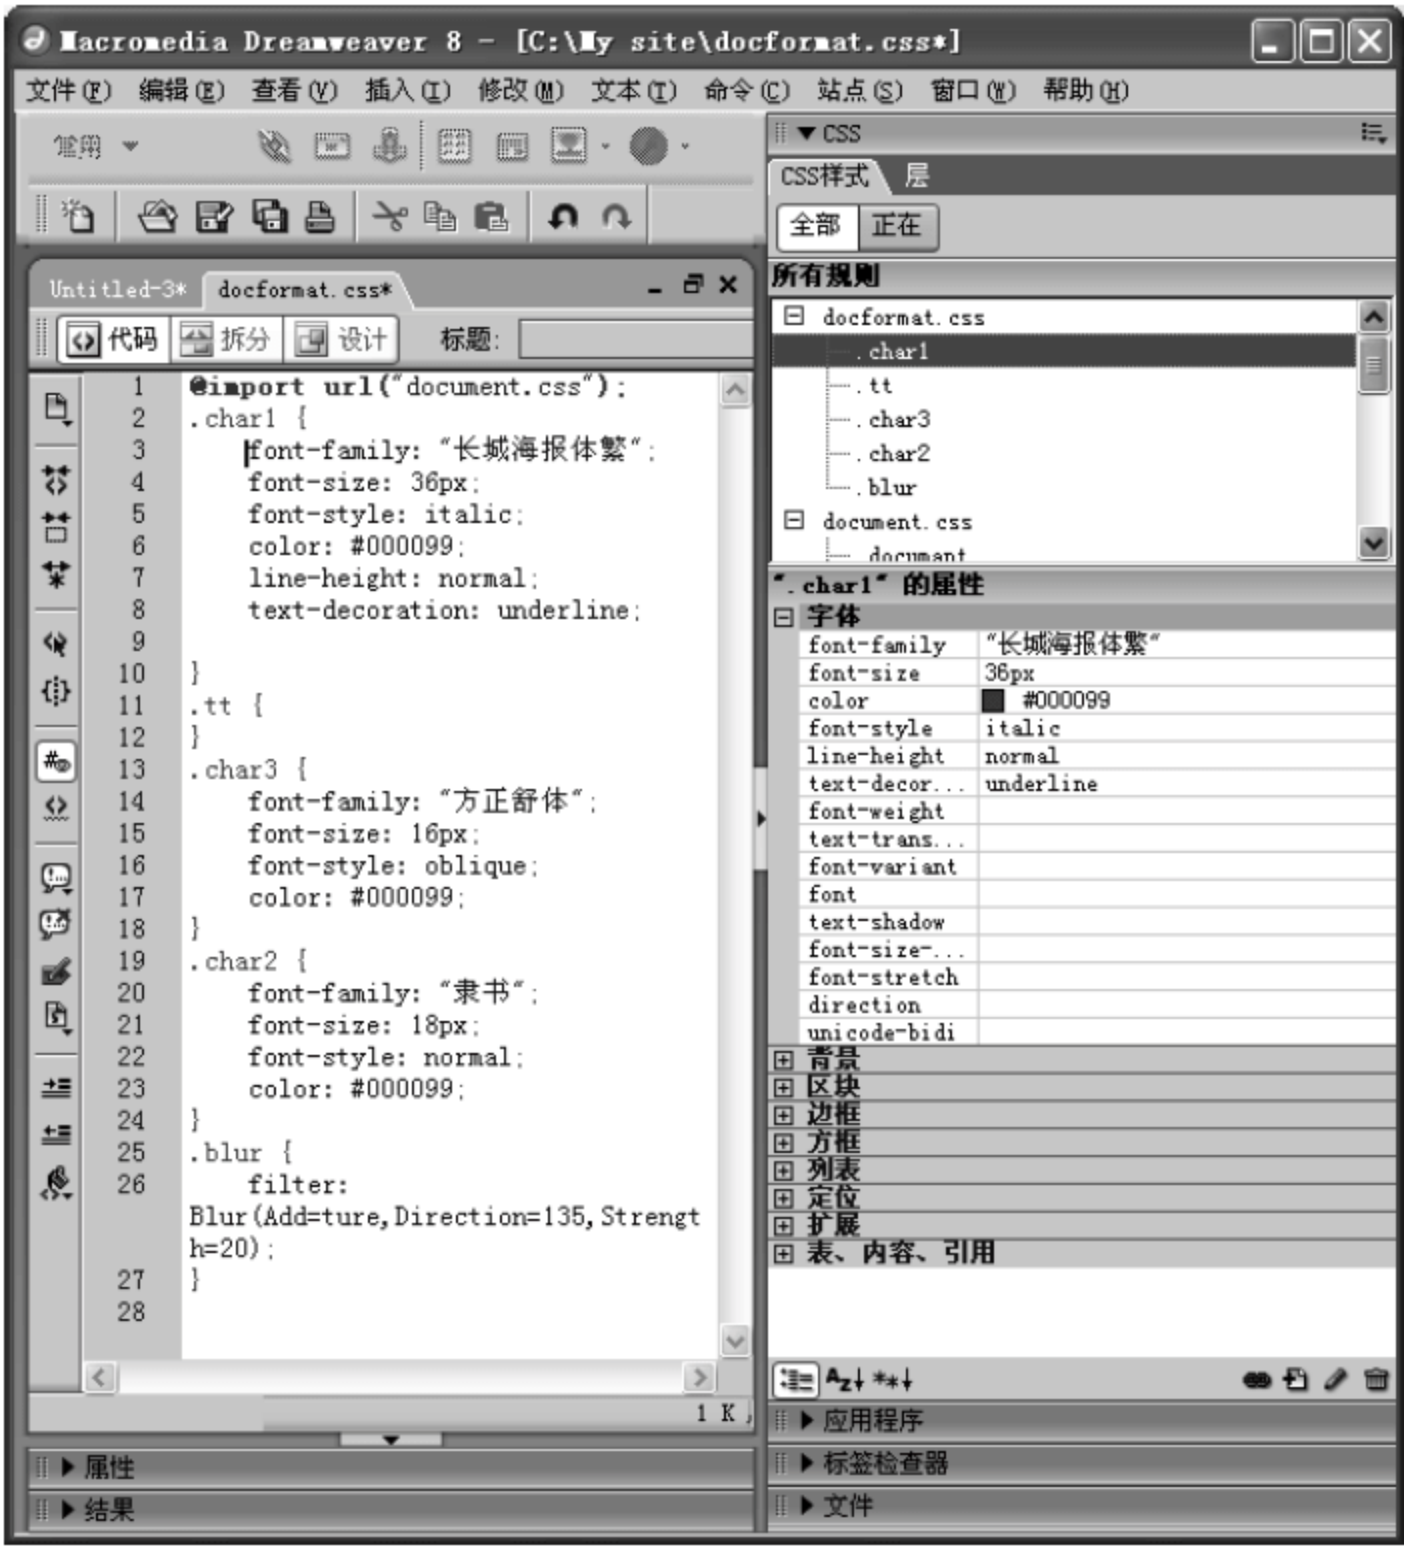 Macromedia Dreamweaver 8 - [C:\My site\docformat.css*]
文件(F) 编辑(E) 查看(V) 插入(I) 修改(M) 文本(T) 命令(C) 站点(S) 窗口(W) 帮助(H)
常用
Untitled-3* docformat.css*
代码 拆分 设计 标题:
1 @import url("document.css");
2 .char1 {
3 font-family: "长城海报体繁";
4 font-size: 36px;
5 font-style: italic;
6 color: #000099;
7 line-height: normal;
8 text-decoration: underline;
9
10 }
11 .tt {
12 }
13 .char3 {
14 font-family: "方正舒体";
15 font-size: 16px;
16 font-style: oblique;
17 color: #000099;
18 }
19 .char2 {
20 font-family: "隶书";
21 font-size: 18px;
22 font-style: normal;
23 color: #000099;
24 }
25 .blur {
26 filter:
Blur(Add=ture,Direction=135,Strengt
h=20);
27 }
28
1 K
属性
结果
CSS
CSS样式 层
全部 正在
所有规则
docformat.css
.char1
.tt
.char3
.char2
.blur
document.css
".char1" 的属性
字体
font-family "长城海报体繁"
font-size 36px
color #000099
font-style italic
line-height normal
text-decor... underline
font-weight
text-trans...
font-variant
font
text-shadow
font-size-...
font-stretch
direction
unicode-bidi
背景
区块
边框
方框
列表
定位
扩展
表、内容、引用
Az↓ **↓
应用程序
标签检查器
文件